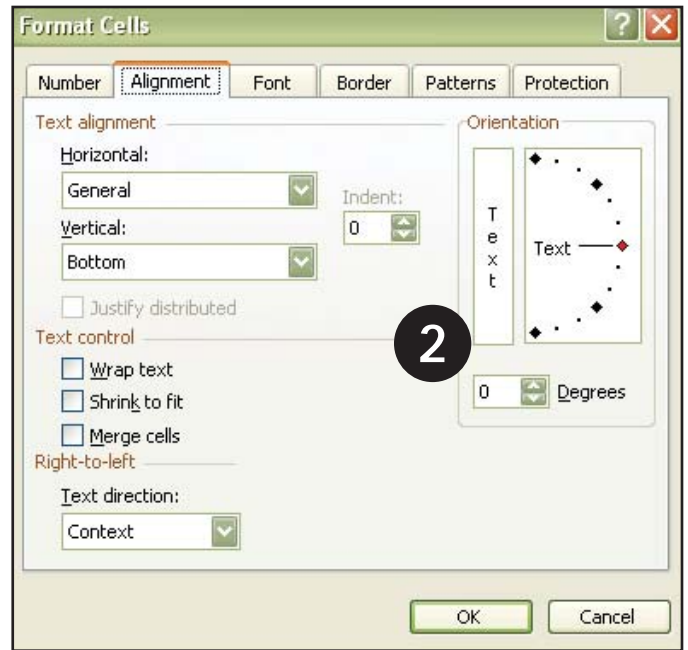 Format Cells
Number Alignment Font Border Patterns Protection
Text alignment
Horizontal:
General
Indent:
0
Vertical:
Bottom
Justify distributed
Text control
Wrap text
Shrink to fit
Merge cells
Right-to-left
Text direction:
Context
Orientation
Text
Text
2
0 Degrees
OK Cancel